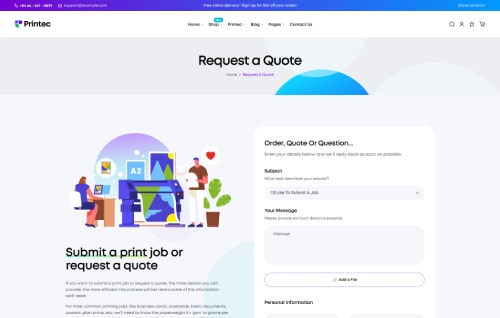 support@example.com
Free metro delivery* Sign Up for $10 off your order!*
Store Location
Printec
Home
Shop
Printec
Blog
Pages
Contact Us
Request a Quote
Home > Request a Quote
A2
Submit a print job or
request a quote
If you want to submit a print job or request a quote, the more details you can
provide, the more efficient the process will be! Here's some of the information
we'll need:
For most common printing jobs, like business cards, postcards, basic documents,
posters, plan prints, etc, we'll need to know the paperweight (in 'gsm' or grams per
Order, Quote Or Question...
Enter your details below and we'll reply back as soon as possible.
Subject
What best describes your request?
I'd Like To Submit A Job
Your Message
Please provide as much detail as possible.
Message
Add a File
Personal Information